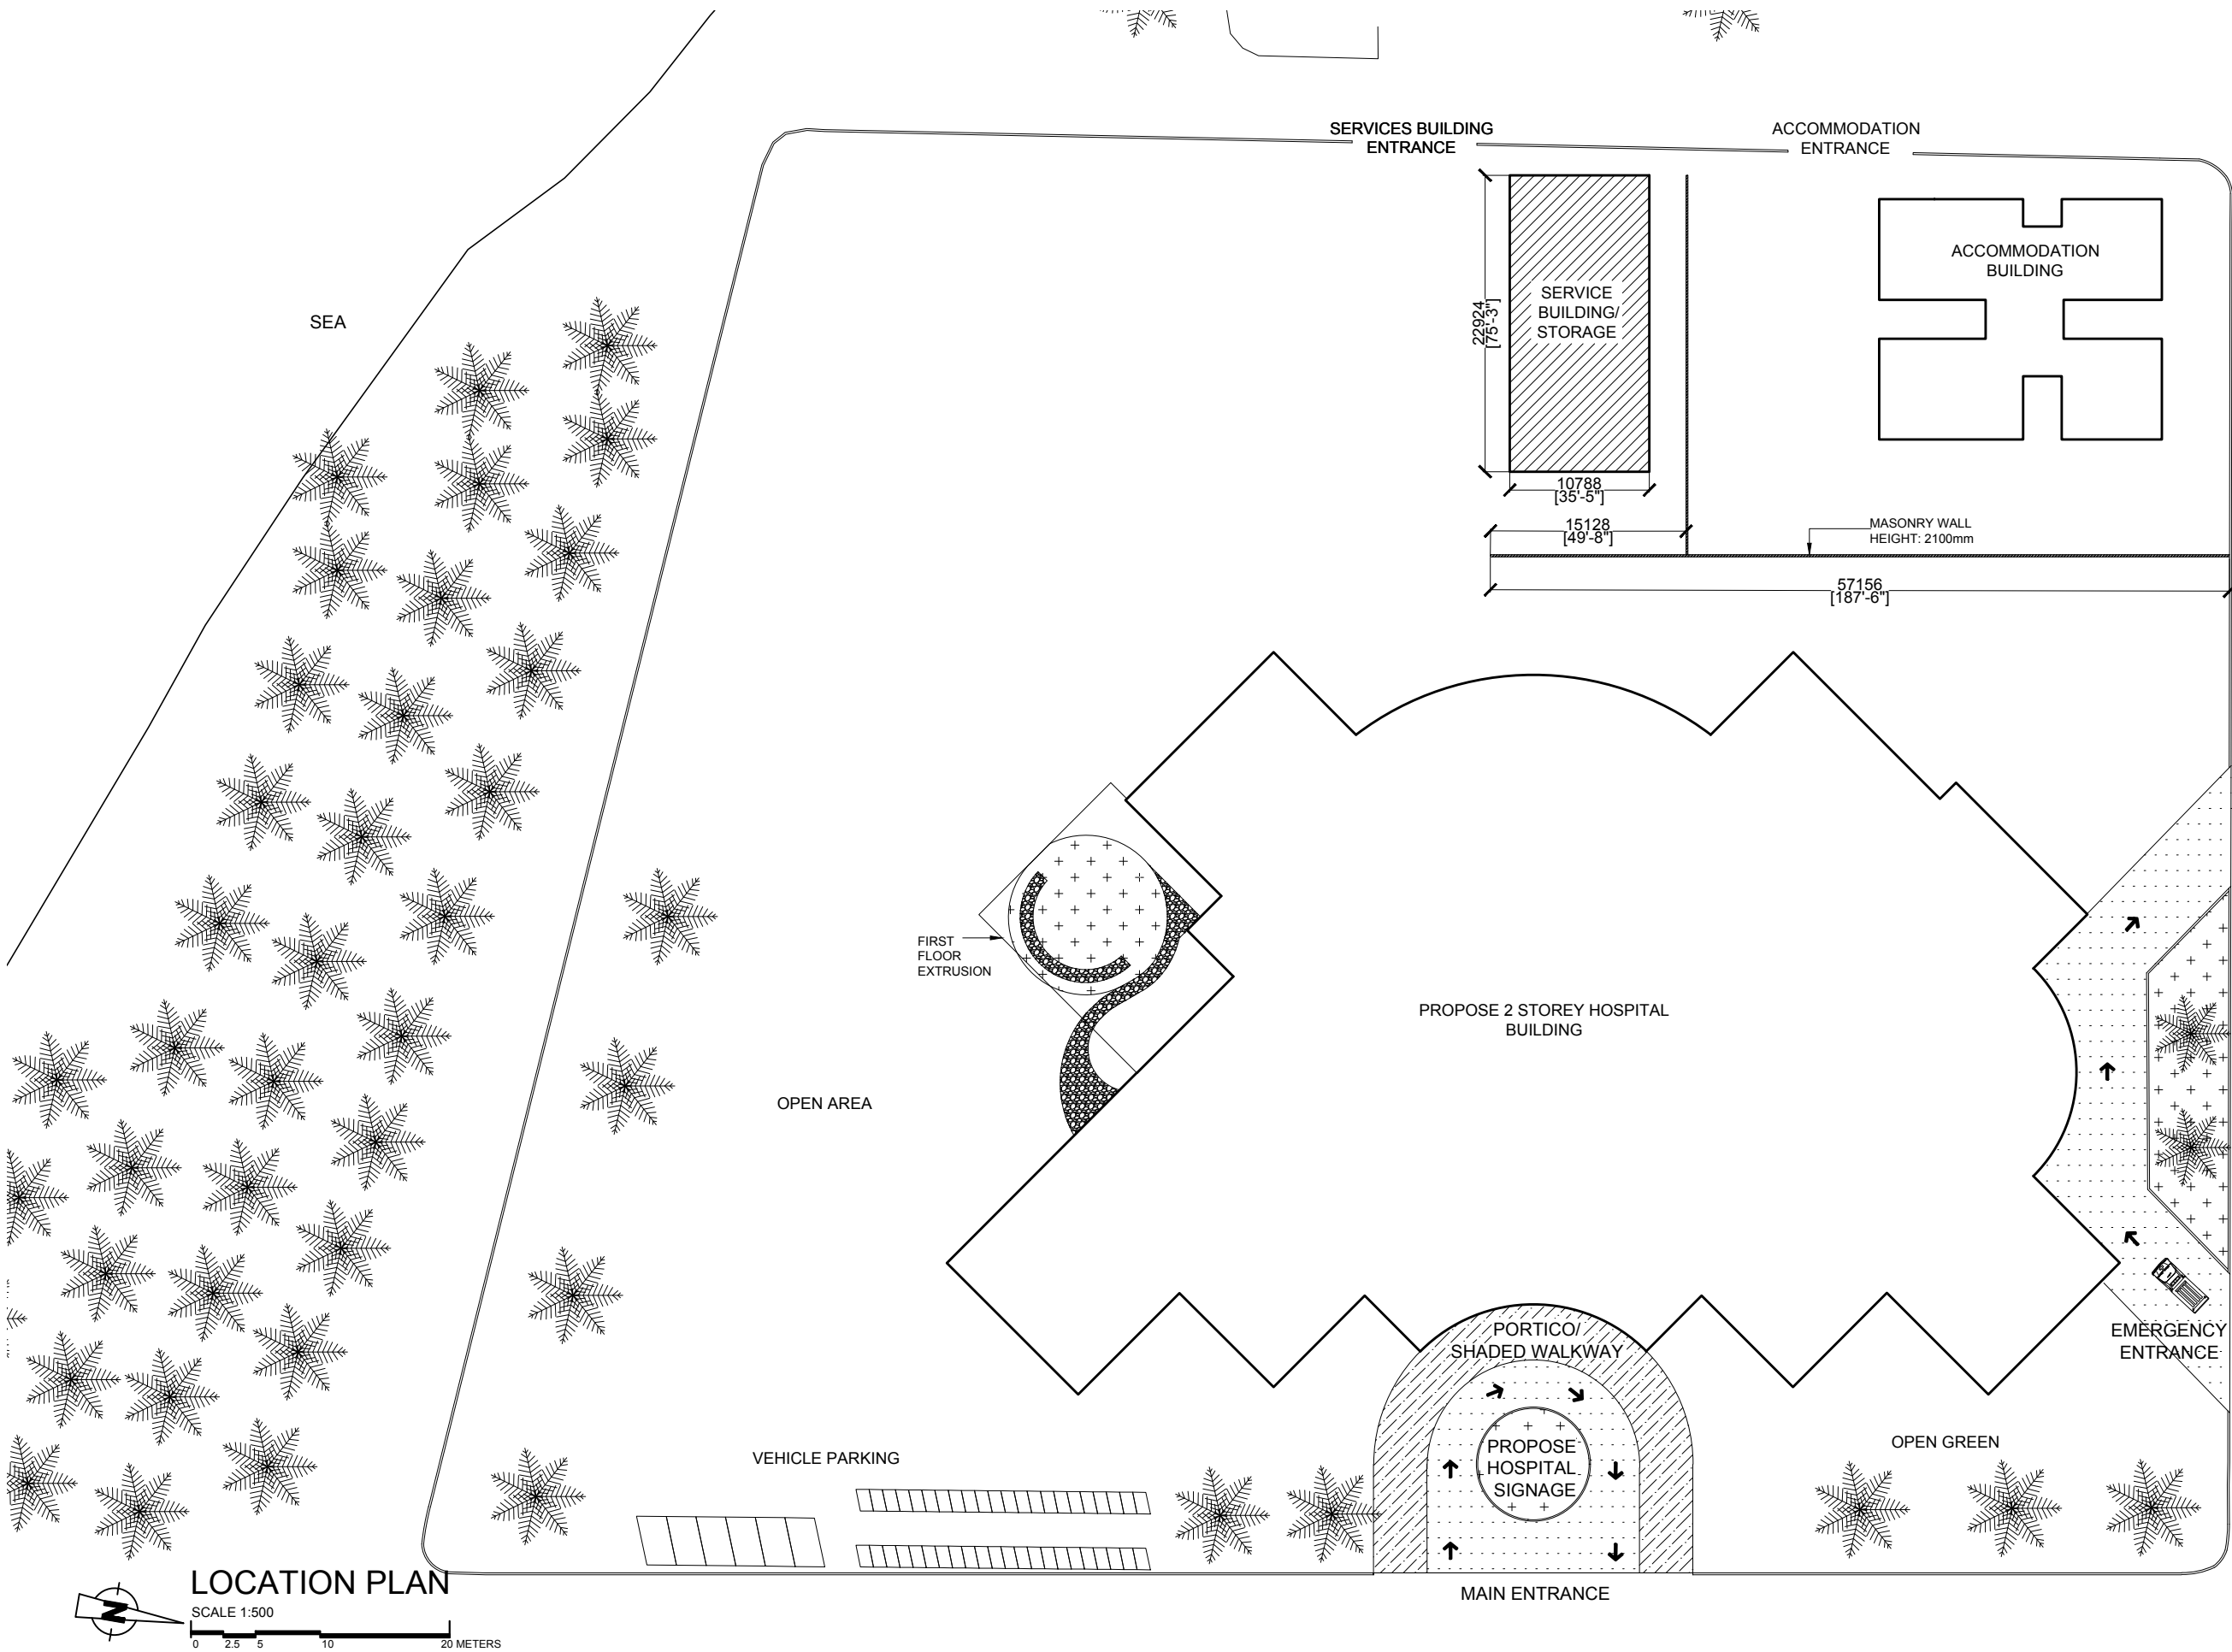 SERVICES BUILDING
ENTRANCE
ACCOMMODATION
ENTRANCE
ACCOMMODATION
BUILDING
SEA
SERVICE
BUILDING/
STORAGE
22924
[75'-3"]
10788
[35'-5"]
15128
[49'-8"]
MASONRY WALL
HEIGHT: 2100mm
57156
[187'-6"]
FIRST
FLOOR
EXTRUSION
PROPOSE 2 STOREY HOSPITAL
BUILDING
OPEN AREA
PORTICO/
SHADED WALKWAY
EMERGENCY
ENTRANCE
VEHICLE PARKING
PROPOSE
HOSPITAL
SIGNAGE
OPEN GREEN
MAIN ENTRANCE
LOCATION PLAN
SCALE 1:500
N
0 2.5 5 10 20 METERS